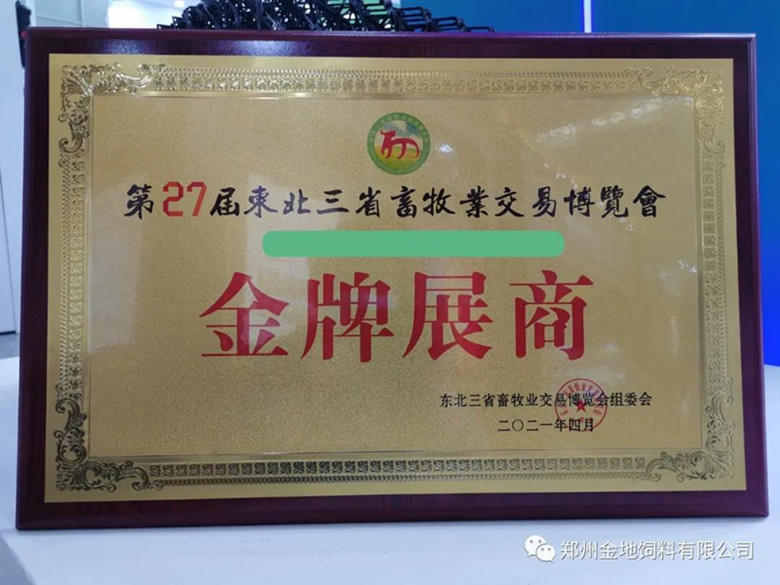 第27届東北三省畜牧業交易博覽會
金牌展商
东北三省畜牧业交易博览会组委会
二〇二一年四月
郑州金地饲料有限公司